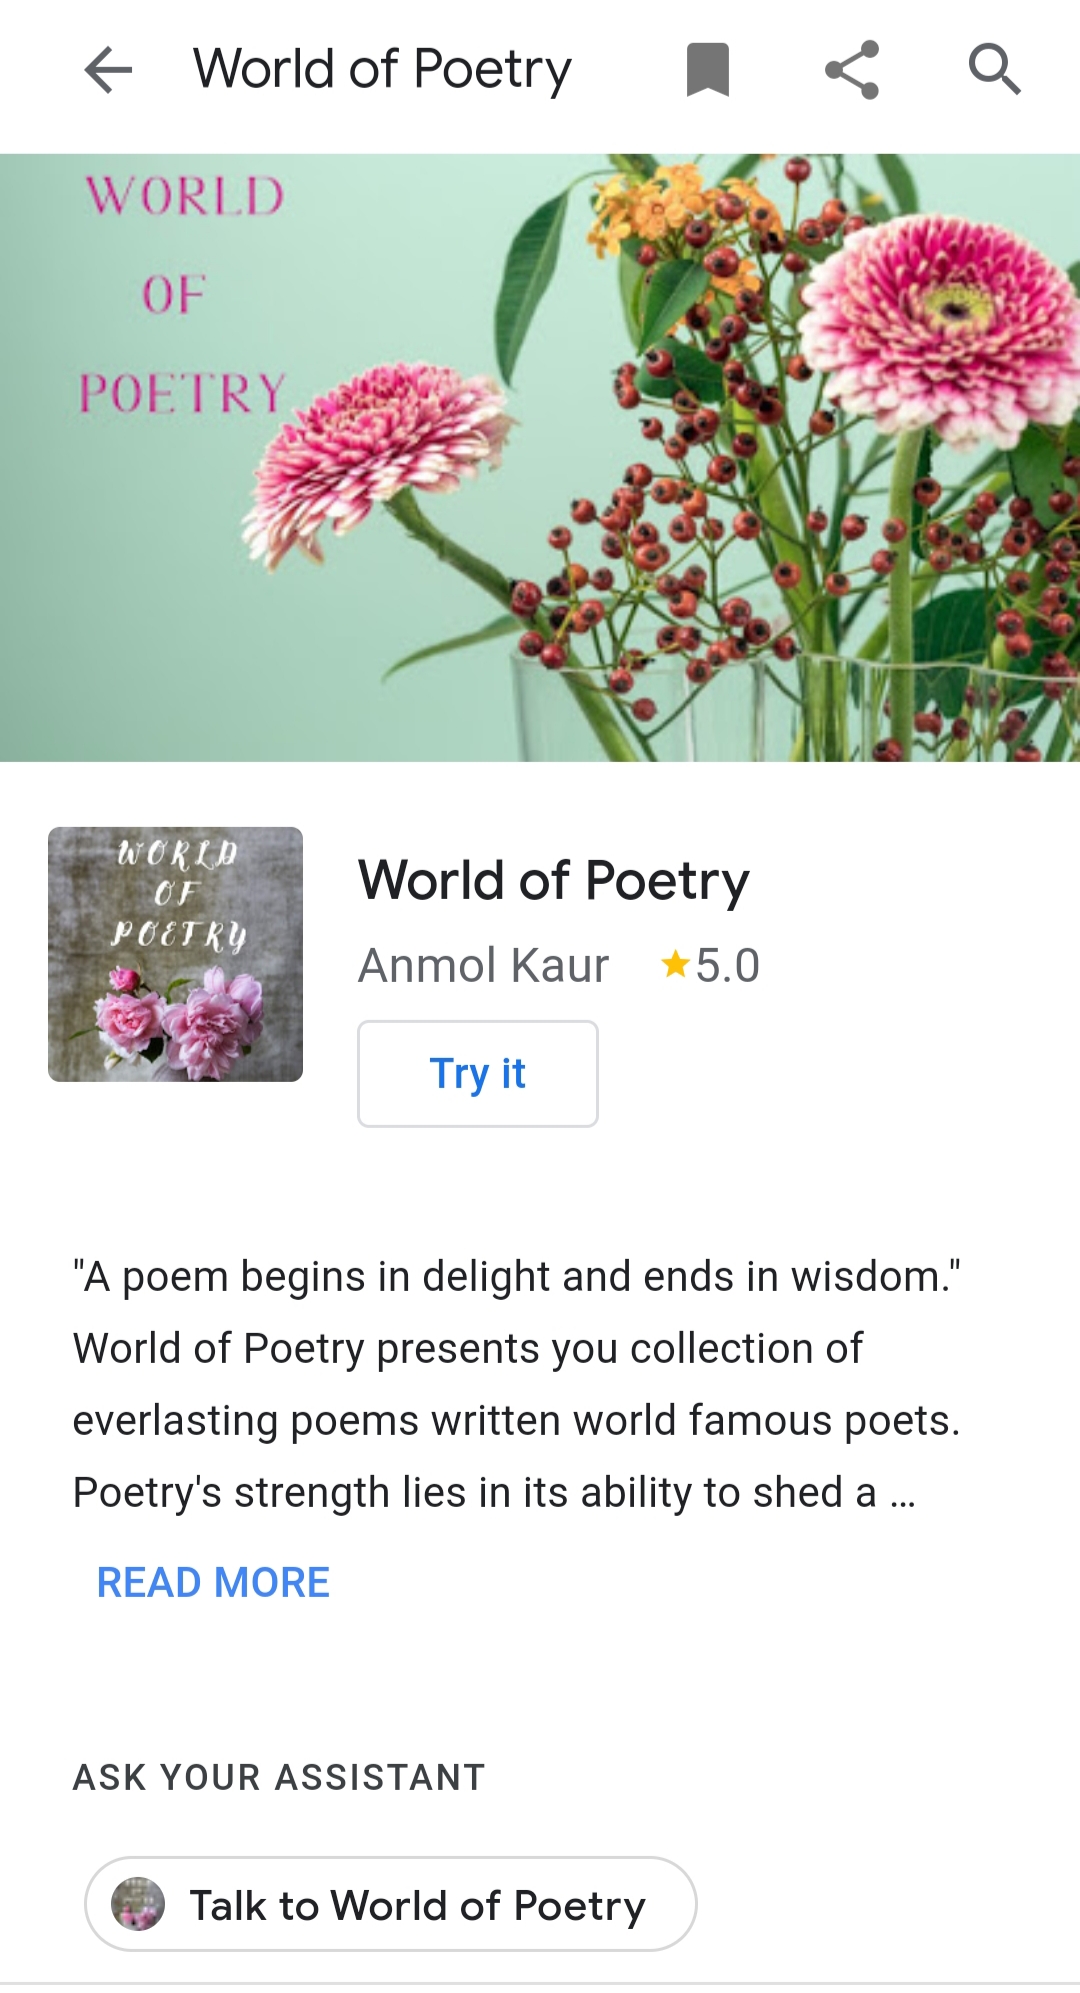 World of Poetry
WORLD
OF
POETRY
WORLD
OF
POETRY
World of Poetry
Anmol Kaur ★5.0
Try it
"A poem begins in delight and ends in wisdom."
World of Poetry presents you collection of
everlasting poems written world famous poets.
Poetry's strength lies in its ability to shed a ...
READ MORE
ASK YOUR ASSISTANT
Talk to World of Poetry